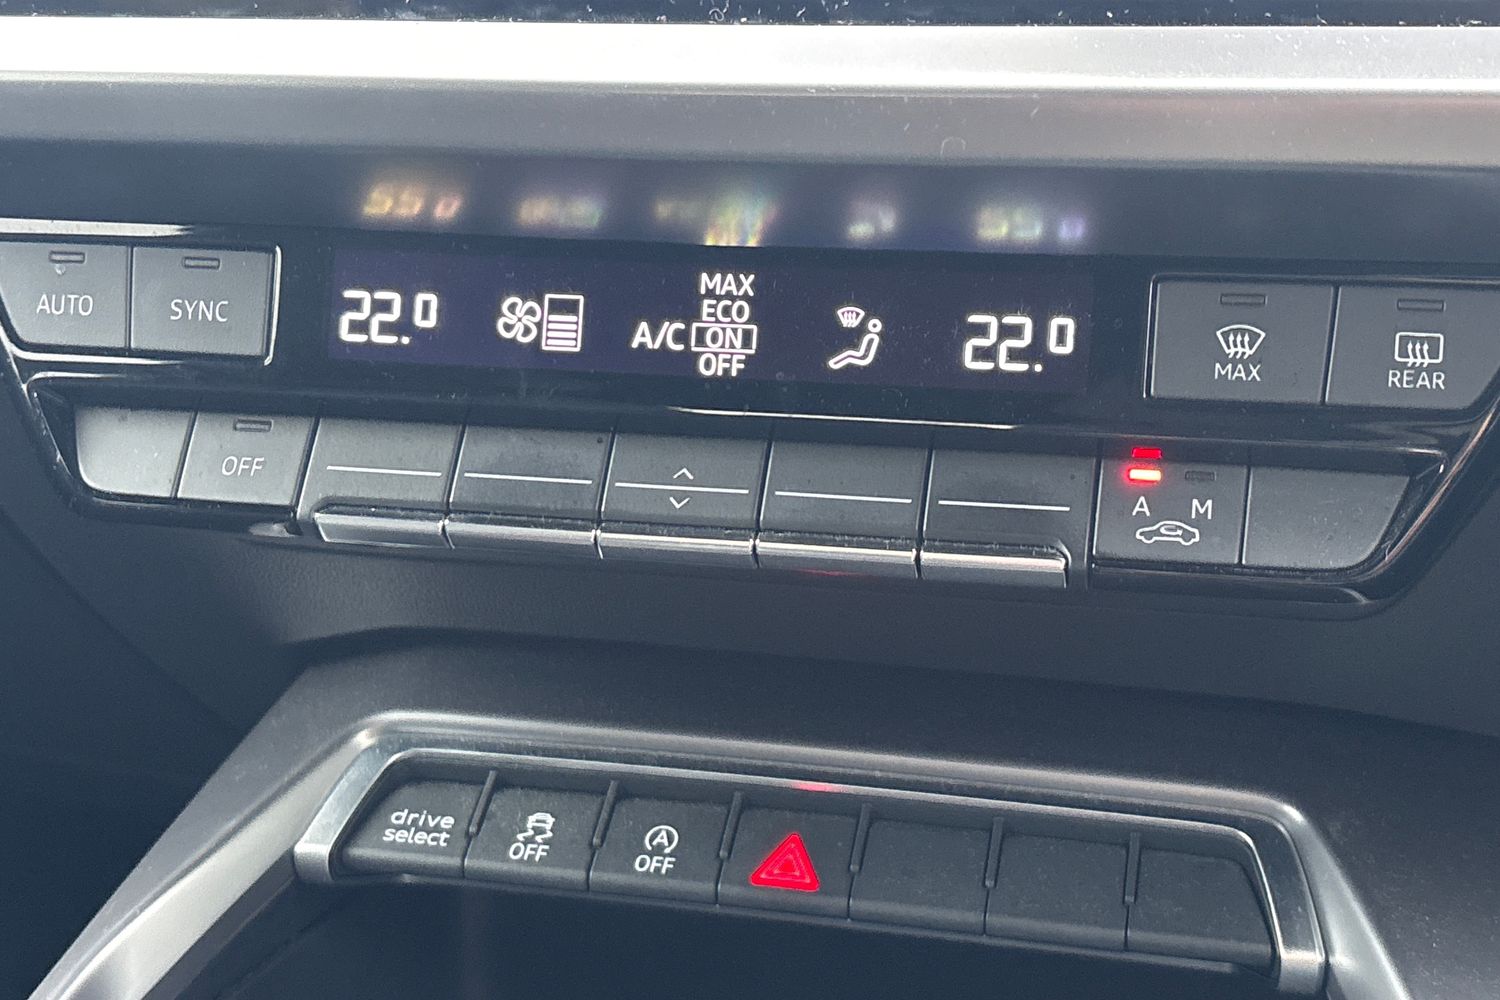 AUTO
SYNC
22.0
A/C
MAX
ECO
ON
OFF
22.0
MAX
REAR
OFF
A M
drive
select
OFF
A
OFF